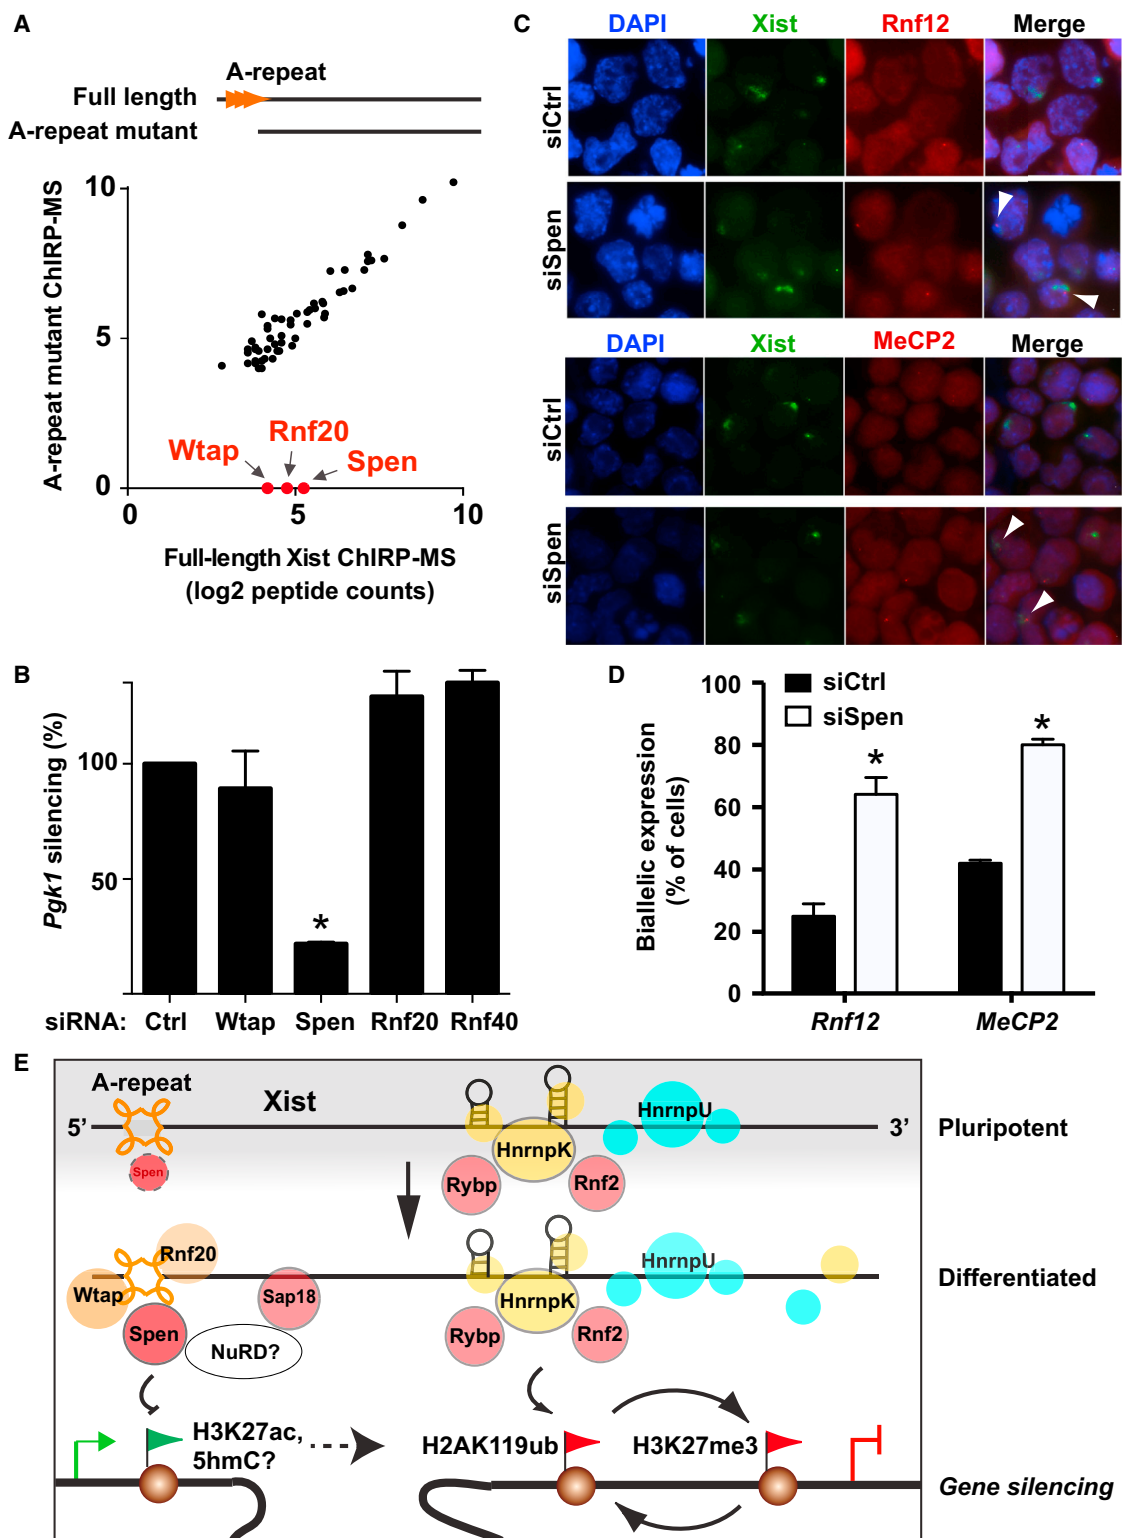 A
A-repeat
Full length
A-repeat mutant
A-repeat mutant ChIRP-MS
10
5
0
Wtap
Rnf20
Spen
0
5
10
Full-length Xist ChIRP-MS
(log2 peptide counts)
C
DAPI
Xist
Rnf12
Merge
siCtrl
siSpen
DAPI
Xist
MeCP2
Merge
siCtrl
siSpen
B
Pgk1 silencing (%)
100
50
*
siRNA: Ctrl Wtap Spen Rnf20 Rnf40
D
Biallelic expression
(% of cells)
100
80
60
40
20
0
siCtrl
siSpen
*
*
Rnf12
MeCP2
E
A-repeat
Xist
5’
3’
Spen
HnrnpK
Rybp
Rnf2
HnrnpU
Pluripotent
Rnf20
Wtap
Spen
Sap18
NuRD?
HnrnpK
Rybp
Rnf2
HnrnpU
Differentiated
H3K27ac,
5hmC?
H2AK119ub
H3K27me3
Gene silencing